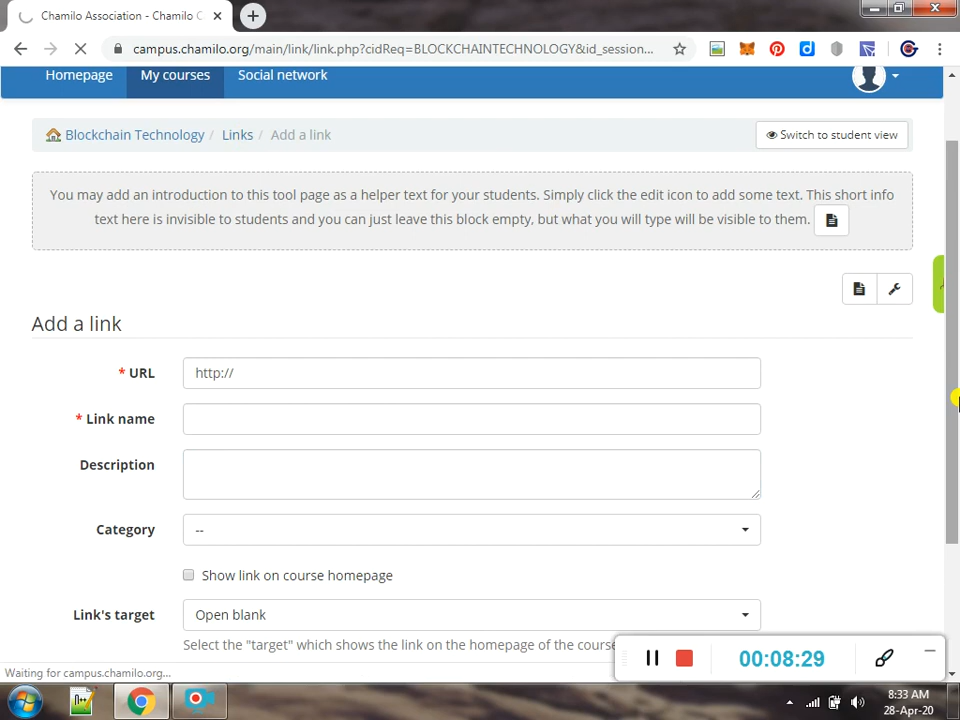 Chamilo Association - Chamilo C
campus.chamilo.org/main/link/link.php?cidReq=BLOCKCHAINTECHNOLOGY&id_session...
Homepage My courses Social network
Blockchain Technology / Links / Add a link
Switch to student view
You may add an introduction to this tool page as a helper text for your students. Simply click the edit icon to add some text. This short info
text here is invisible to students and you can just leave this block empty, but what you will type will be visible to them.
Add a link
* URL http://
* Link name
Description
Category --
Show link on course homepage
Link's target Open blank
Select the "target" which shows the link on the homepage of the course
00:08:29
Waiting for campus.chamilo.org...
8:33 AM
28-Apr-20